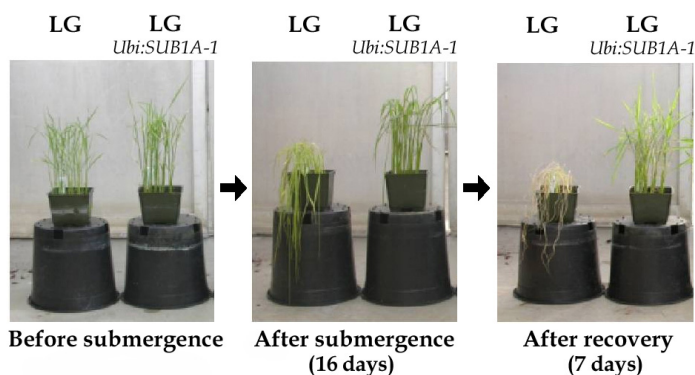 LG
LG
Ubi:SUB1A-1
LG
LG
Ubi:SUB1A-1
LG
LG
Ubi:SUB1A-1
Before submergence
After submergence
(16 days)
After recovery
(7 days)